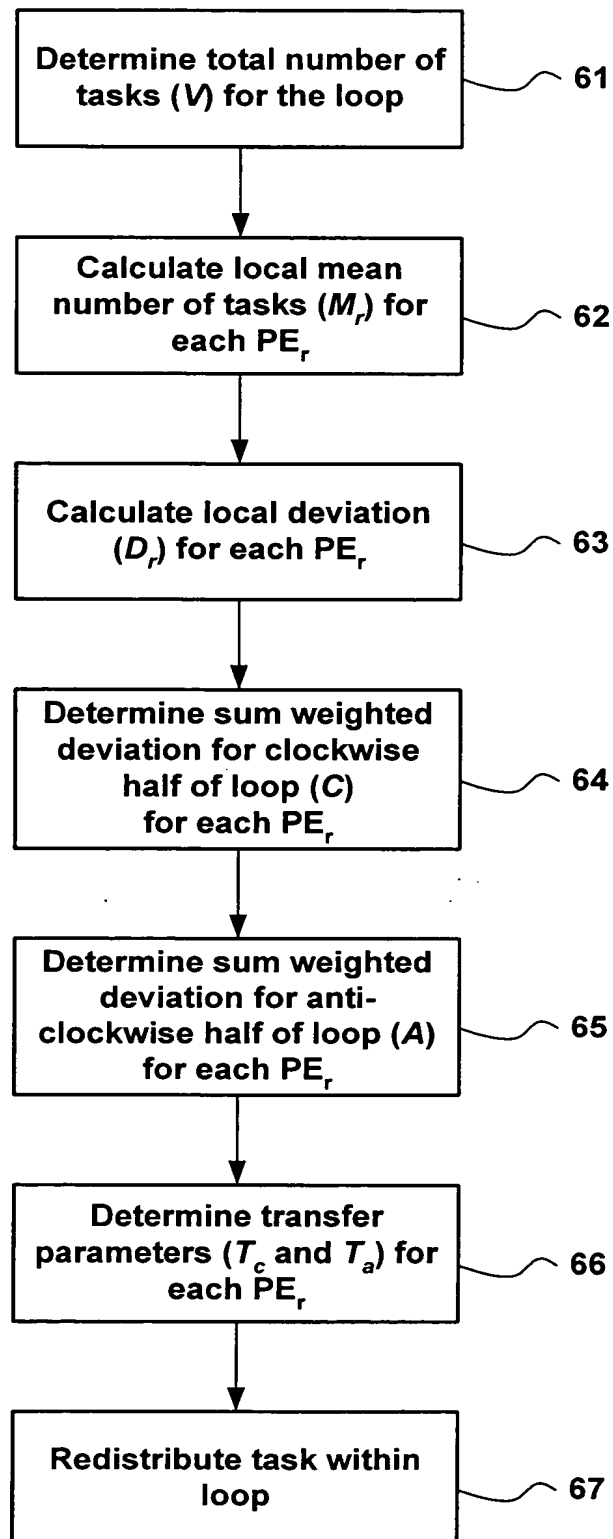 Determine total number of
tasks (V) for the loop
61
Calculate local mean
number of tasks (Mr) for
each PEr
62
Calculate local deviation
(Dr) for each PEr
63
Determine sum weighted
deviation for clockwise
half of loop (C)
for each PEr
64
Determine sum weighted
deviation for anti-
clockwise half of loop (A)
for each PEr
65
Determine transfer
parameters (Tc and Ta) for
each PEr
66
Redistribute task within
loop
67